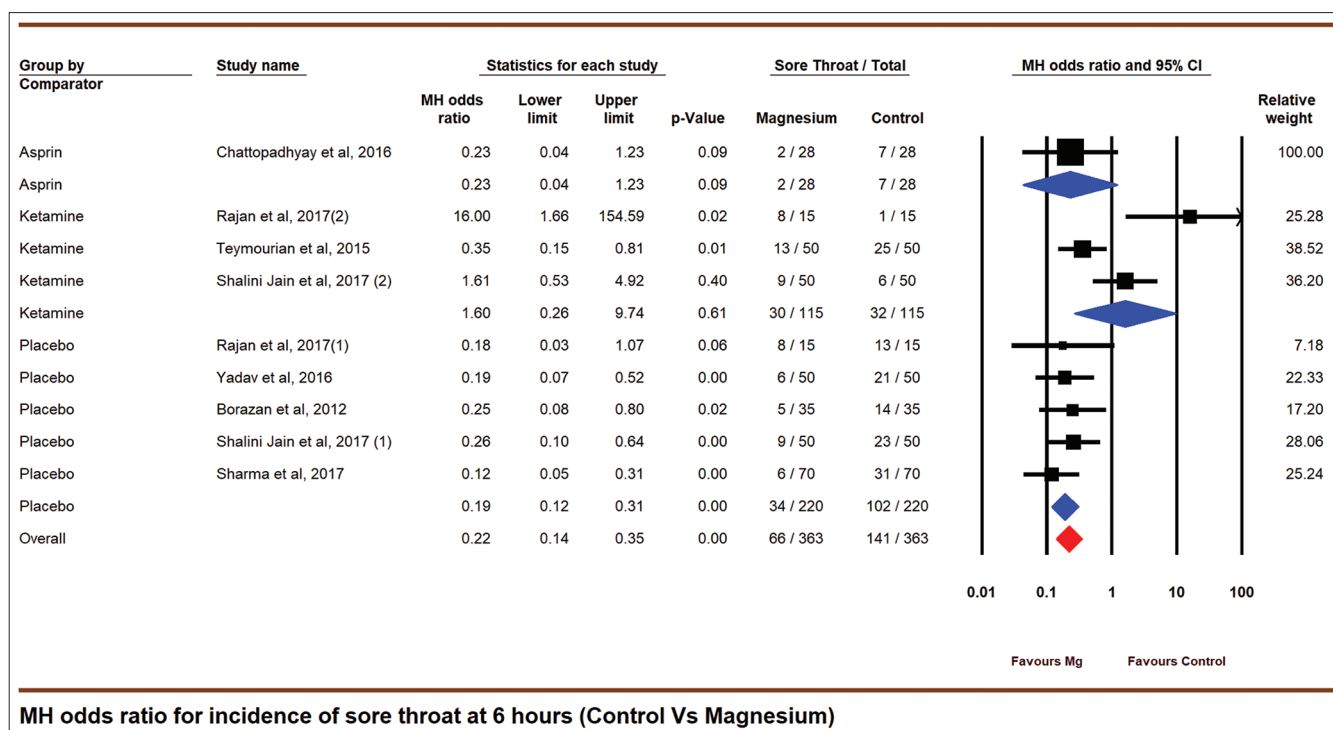 Group by Study name Statistics for each study Sore Throat / Total MH odds ratio and 95% CI
Comparator
MH odds ratio Lower limit Upper limit p-Value Magnesium Control Relative weight
Asprin Chattopadhyay et al, 2016 0.23 0.04 1.23 0.09 2 / 28 7 / 28 100.00
Asprin 0.23 0.04 1.23 0.09 2 / 28 7 / 28
Ketamine Rajan et al, 2017(2) 16.00 1.66 154.59 0.02 8 / 15 1 / 15 25.28
Ketamine Teymourian et al, 2015 0.35 0.15 0.81 0.01 13 / 50 25 / 50 38.52
Ketamine Shalini Jain et al, 2017 (2) 1.61 0.53 4.92 0.40 9 / 50 6 / 50 36.20
Ketamine 1.60 0.26 9.74 0.61 30 / 115 32 / 115
Placebo Rajan et al, 2017(1) 0.18 0.03 1.07 0.06 8 / 15 13 / 15 7.18
Placebo Yadav et al, 2016 0.19 0.07 0.52 0.00 6 / 50 21 / 50 22.33
Placebo Borazan et al, 2012 0.25 0.08 0.80 0.02 5 / 35 14 / 35 17.20
Placebo Shalini Jain et al, 2017 (1) 0.26 0.10 0.64 0.00 9 / 50 23 / 50 28.06
Placebo Sharma et al, 2017 0.12 0.05 0.31 0.00 6 / 70 31 / 70 25.24
Placebo 0.19 0.12 0.31 0.00 34 / 220 102 / 220
Overall 0.22 0.14 0.35 0.00 66 / 363 141 / 363
0.01 0.1 1 10 100
Favours Mg Favours Control
MH odds ratio for incidence of sore throat at 6 hours (Control Vs Magnesium)